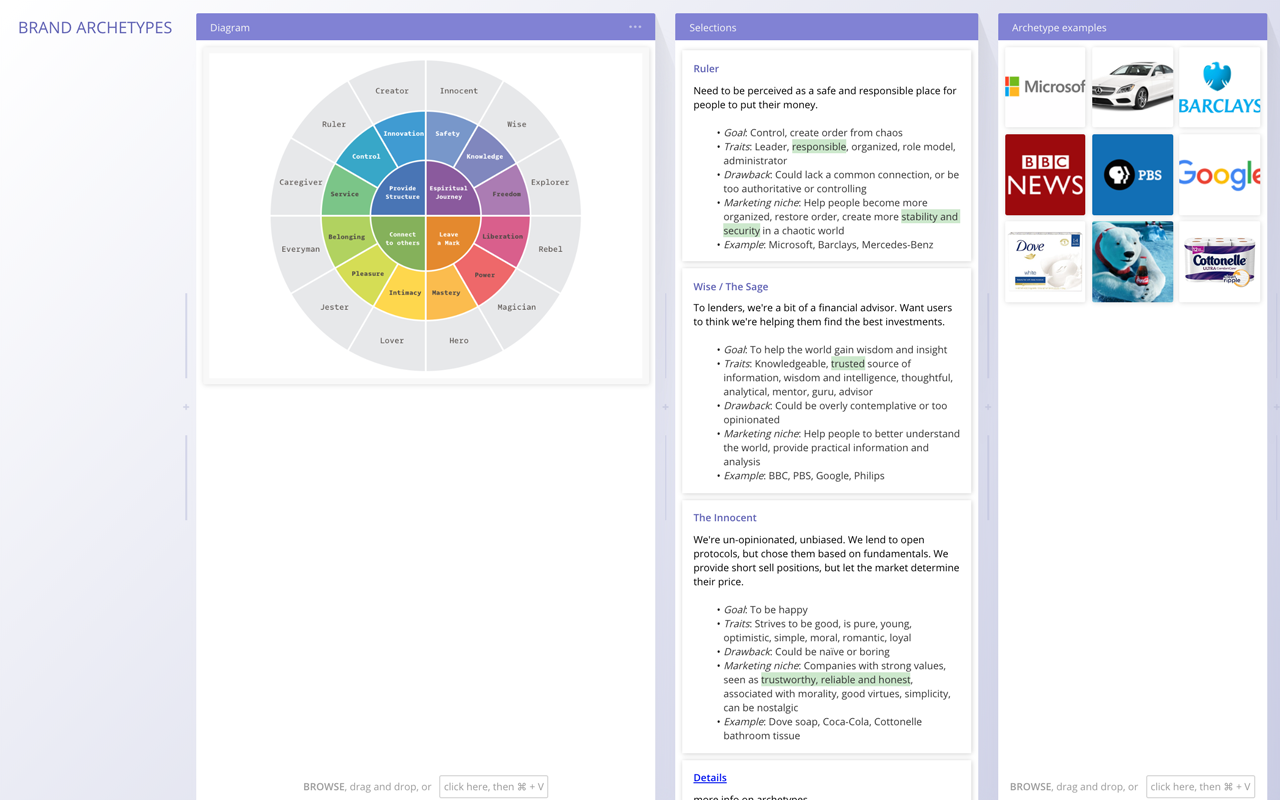 BRAND ARCHETYPES
Diagram
Creator
Innocent
Ruler
Wise
Caregiver
Explorer
Everyman
Rebel
Jester
Magician
Lover
Hero
Innovation
Safety
Control
Knowledge
Service
Freedom
Belonging
Liberation
Pleasure
Power
Intimacy
Mastery
Provide
Structure
Espiritual
Journey
Connect
to others
Leave
a Mark
BROWSE, drag and drop, or click here, then ⌘ + V
Selections
Ruler
Need to be perceived as a safe and responsible place for
people to put their money.
• Goal: Control, create order from chaos
• Traits: Leader, responsible, organized, role model,
administrator
• Drawback: Could lack a common connection, or be
too authoritative or controlling
• Marketing niche: Help people become more
organized, restore order, create more stability and
security in a chaotic world
• Example: Microsoft, Barclays, Mercedes-Benz
Wise / The Sage
To lenders, we're a bit of a financial advisor. Want users
to think we're helping them find the best investments.
• Goal: To help the world gain wisdom and insight
• Traits: Knowledgeable, trusted source of
information, wisdom and intelligence, thoughtful,
analytical, mentor, guru, advisor
• Drawback: Could be overly contemplative or too
opinionated
• Marketing niche: Help people to better understand
the world, provide practical information and
analysis
• Example: BBC, PBS, Google, Philips
The Innocent
We're un-opinionated, unbiased. We lend to open
protocols, but chose them based on fundamentals. We
provide short sell positions, but let the market determine
their price.
• Goal: To be happy
• Traits: Strives to be good, is pure, young,
optimistic, simple, moral, romantic, loyal
• Drawback: Could be naïve or boring
• Marketing niche: Companies with strong values,
seen as trustworthy, reliable and honest,
associated with morality, good virtues, simplicity,
can be nostalgic
• Example: Dove soap, Coca-Cola, Cottonelle
bathroom tissue
Details
more info on archetypes
Archetype examples
Microsof
BARCLAYS
BBC
NEWS
PBS
Google
Dove
white
Cottonelle
ULTRA
ripple
BROWSE, drag and drop, or click here, then ⌘ + V